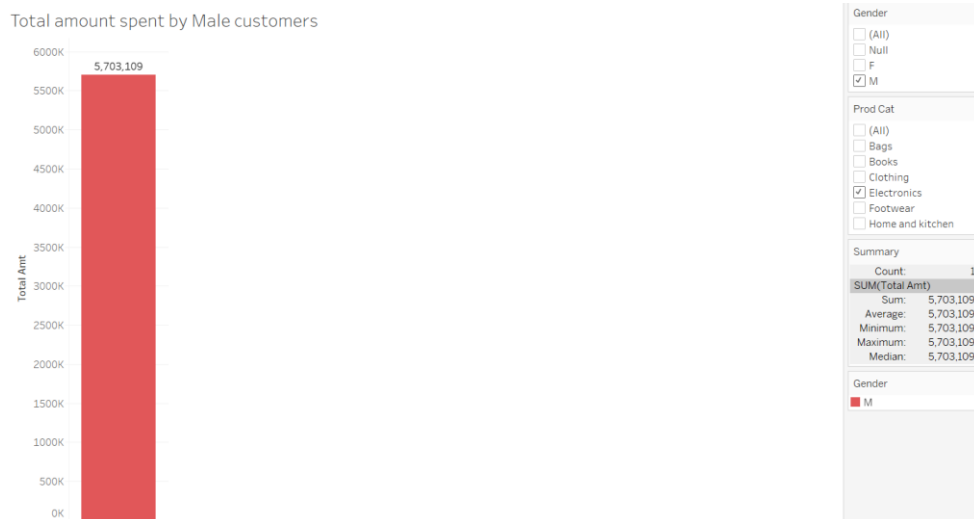 Total amount spent by Male customers
6000K
5,703,109
5500K
5000K
4500K
4000K
3500K
3000K
2500K
2000K
1500K
1000K
500K
0K
Total Amt
Gender
(All)
Null
F
M
Prod Cat
(All)
Bags
Books
Clothing
Electronics
Footwear
Home and kitchen
Summary
Count: 1
SUM(Total Amt)
Sum: 5,703,109
Average: 5,703,109
Minimum: 5,703,109
Maximum: 5,703,109
Median: 5,703,109
Gender
M